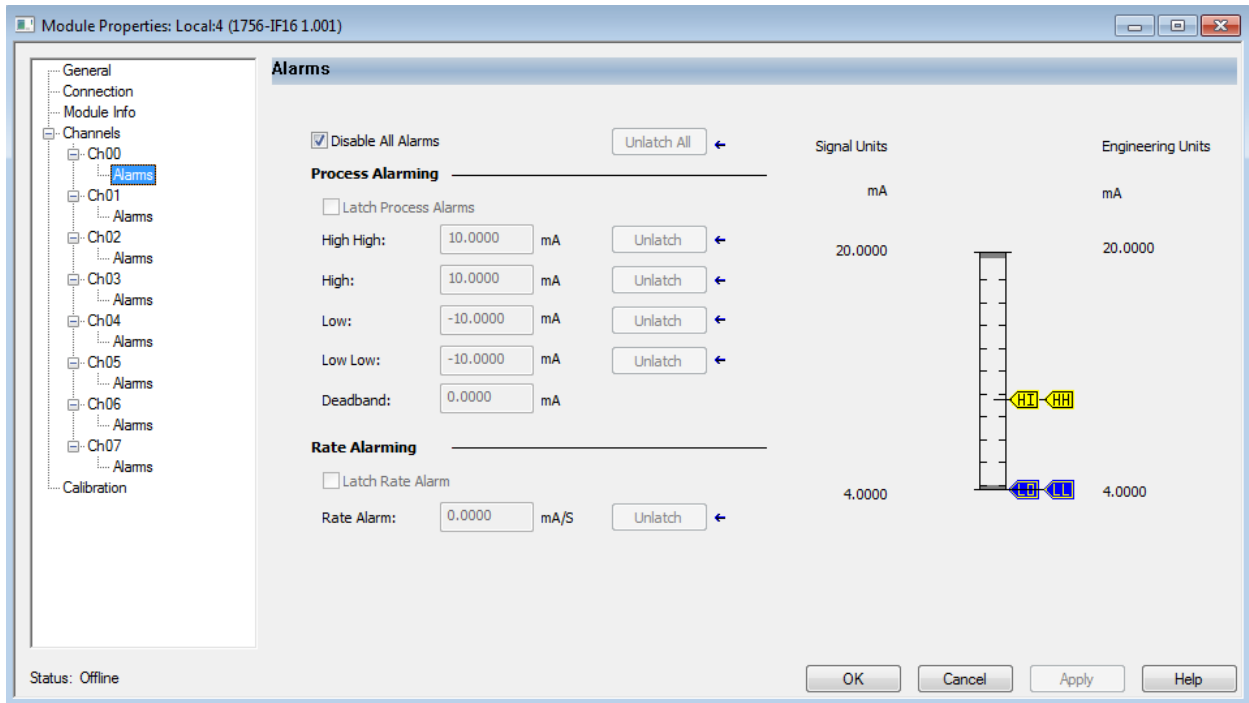 Module Properties: Local:4 (1756-IF16 1.001)
General
Connection
Module Info
Channels
Ch00
Alarms
Ch01
Alarms
Ch02
Alarms
Ch03
Alarms
Ch04
Alarms
Ch05
Alarms
Ch06
Alarms
Ch07
Alarms
Calibration
Alarms
Disable All Alarms Unlatch All
Process Alarming
Latch Process Alarms
High High: 10.0000 mA Unlatch
High: 10.0000 mA Unlatch
Low: -10.0000 mA Unlatch
Low Low: -10.0000 mA Unlatch
Deadband: 0.0000 mA
Rate Alarming
Latch Rate Alarm
Rate Alarm: 0.0000 mA/S Unlatch
Signal Units Engineering Units
mA mA
20.0000 20.0000
HI HH
4.0000 LO LL 4.0000
Status: Offline
OK Cancel Apply Help